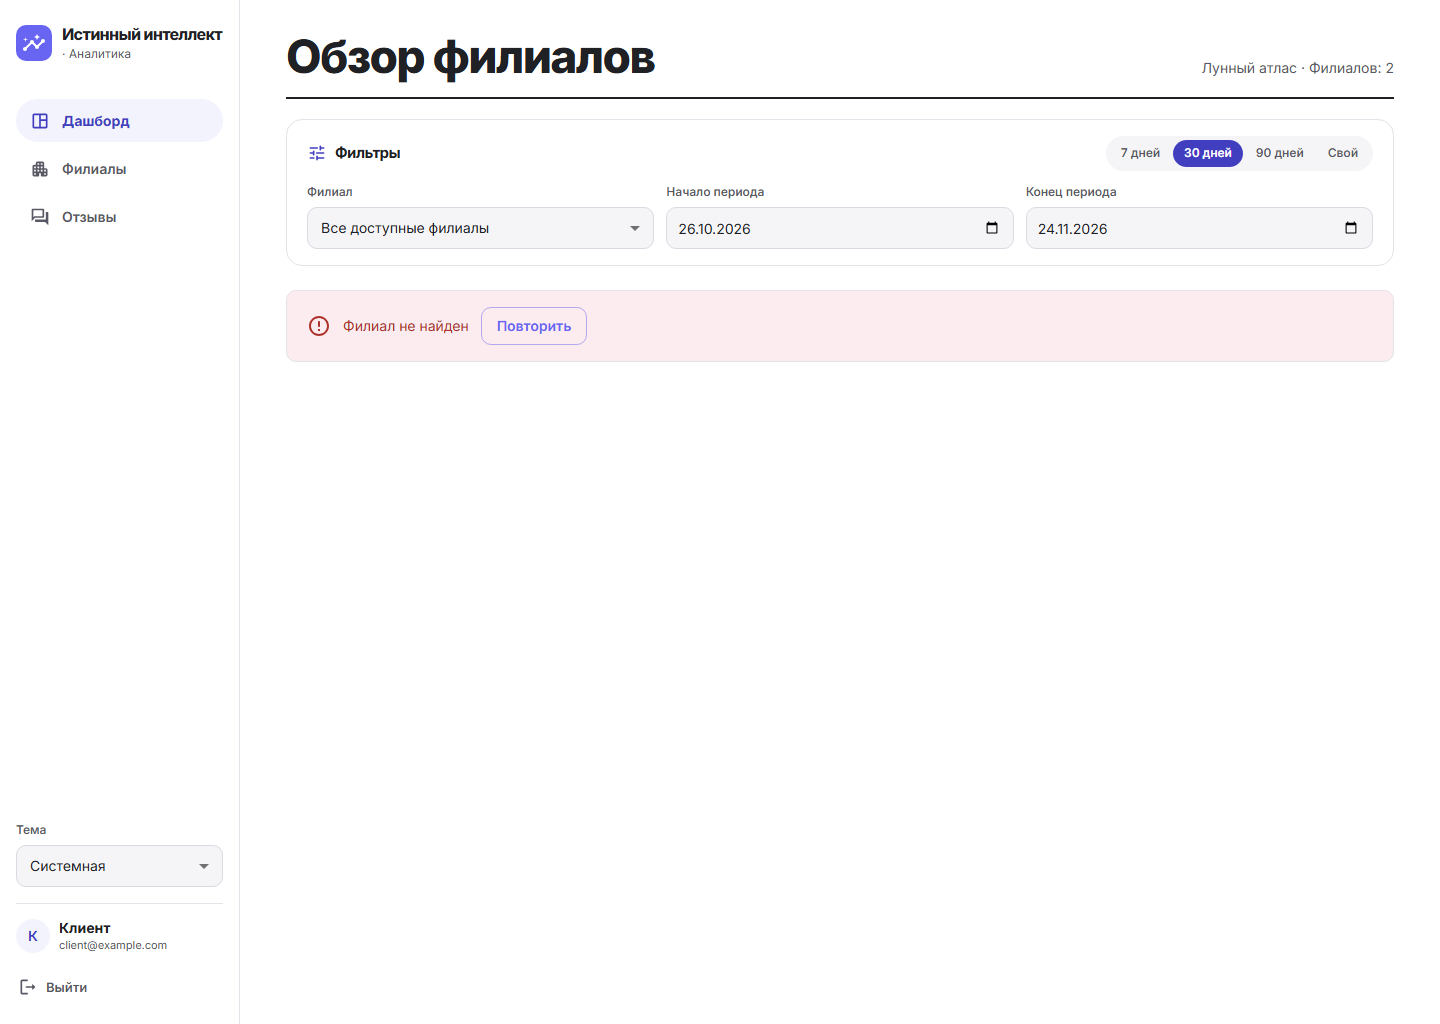 Истинный интеллект
· Аналитика
Дашборд
Филиалы
Отзывы
Тема
Системная
К
Клиент
client@example.com
Выйти
Обзор филиалов
Лунный атлас · Филиалов: 2
Фильтры
7 дней
30 дней
90 дней
Свой
Филиал
Начало периода
Конец периода
Все доступные филиалы
26.10.2026
24.11.2026
Филиал не найден
Повторить